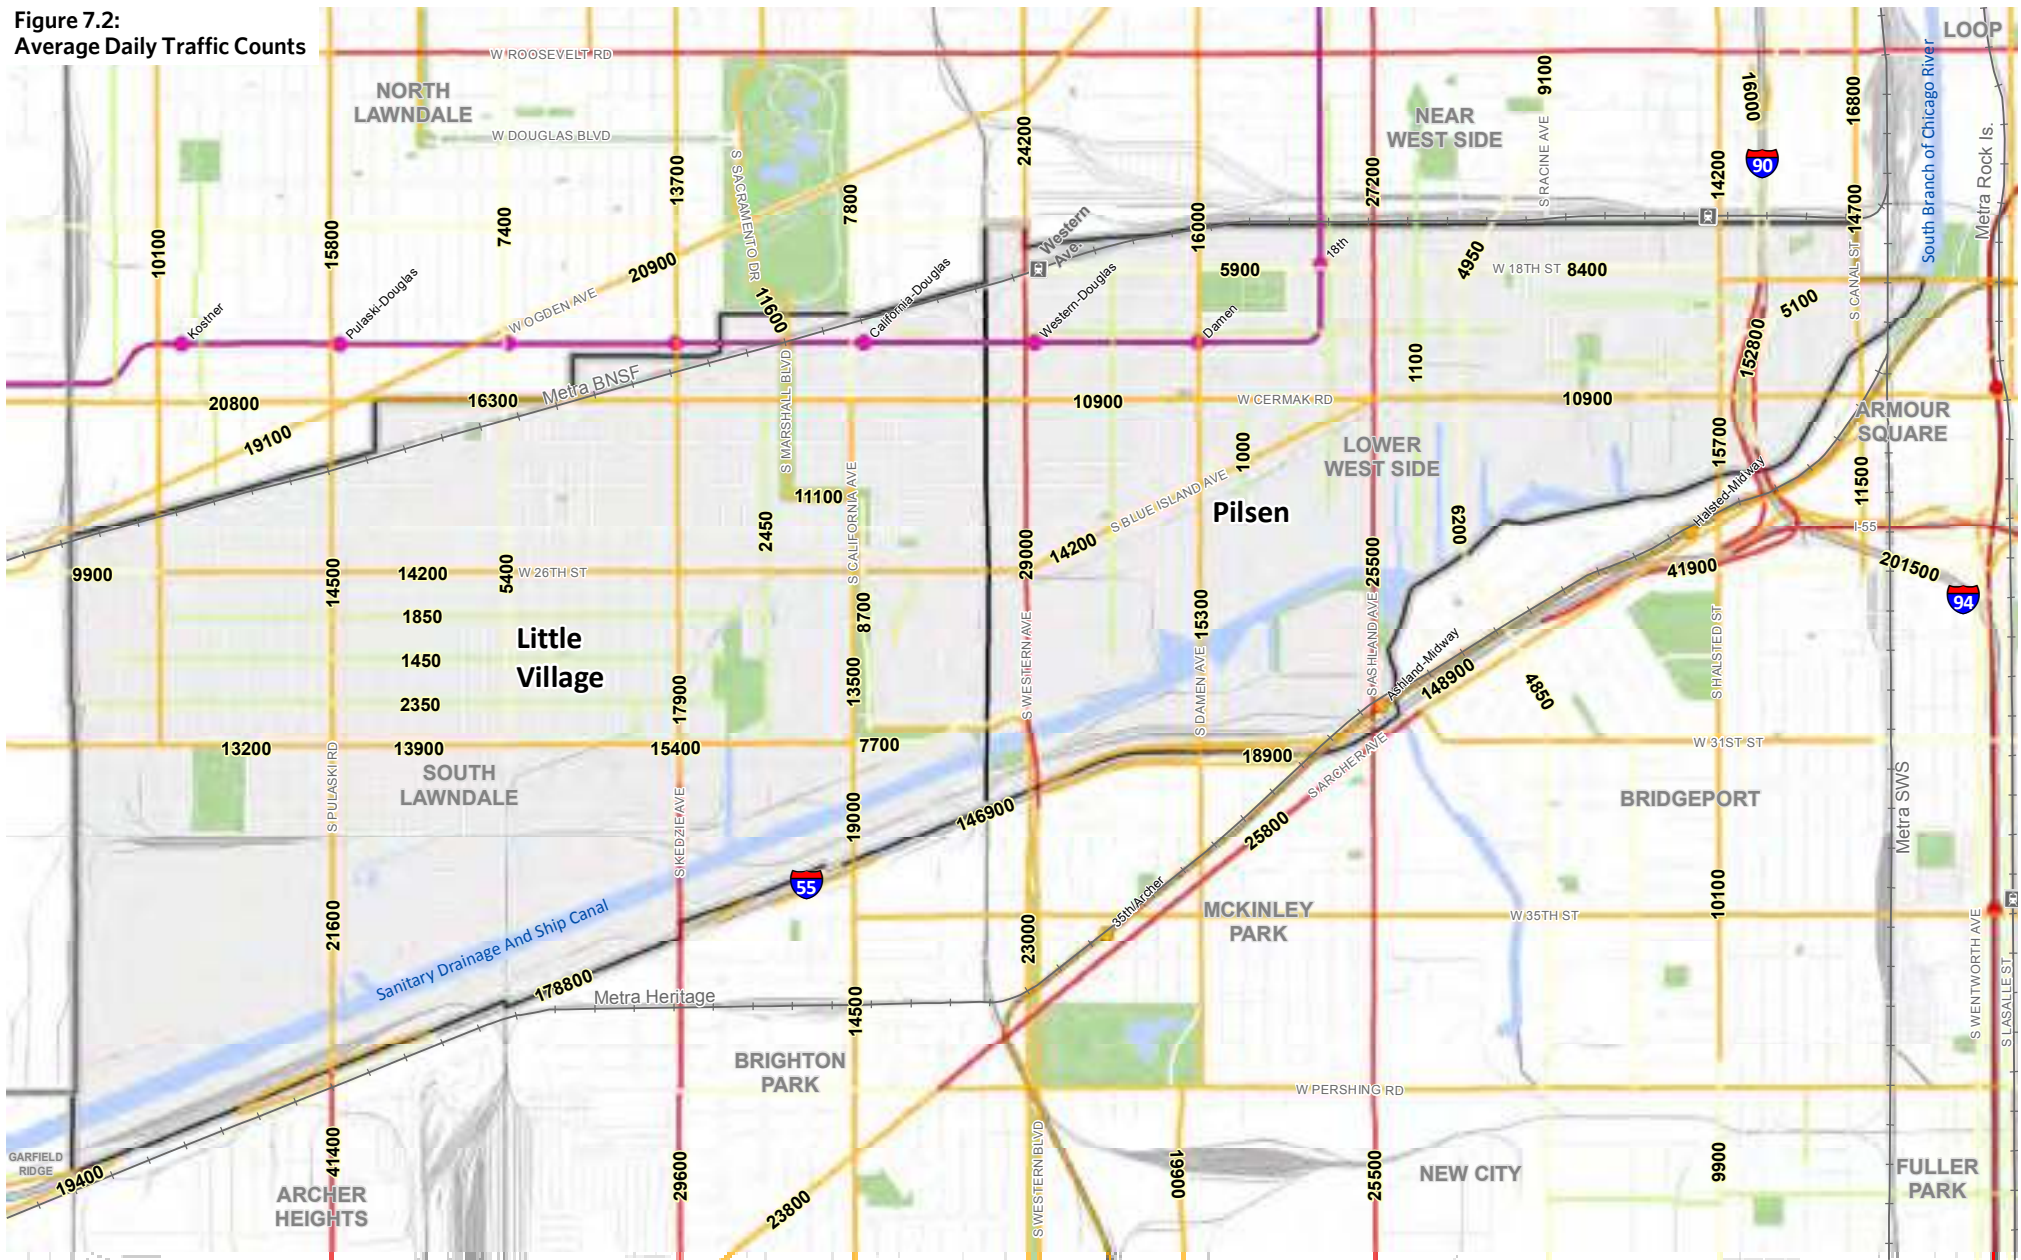 Figure 7.2:
Average Daily Traffic Counts
LOOP
W ROOSEVELT RD
NORTH
LAWNDALE
W DOUGLAS BLVD
NEAR
WEST SIDE
9100
16000
16800
South Branch of Chicago River
Metra Rock Is.
24200
13700
S SACRAMENTO DR
7800
27200
S RACINE AVE
14200
90
14700
10100
15800
7400
20900
Western
Ave.
16000
18th
5900
4950
W 18TH ST
8400
S CANAL ST
Kostner
Pulaski-Douglas
W OGDEN AVE
11600
California-Douglas
Western-Douglas
Damen
5100
152800
1100
Metra BNSF
S MARSHALL BLVD
20800
16300
10900
W CERMAK RD
10900
ARMOUR
SQUARE
19100
1000
LOWER
WEST SIDE
15700
11500
S CALIFORNIA AVE
11100
S BLUE ISLAND AVE
Pilsen
Halsted-Midway
6200
I-55
2450
14200
29000
25500
9900
14500
14200
5400
W 26TH ST
41900
201500
94
1850
8700
15300
S ASHLAND AVE
S HALSTED ST
Little
Village
1450
S WESTERN AVE
S DAMEN AVE
Ashland-Midway
148900
4850
2350
17900
13500
13200
13900
15400
7700
18900
W 31ST ST
SOUTH
LAWNDALE
S PULASKI RD
S KEDZIE AVE
S ARCHER AVE
BRIDGEPORT
Metra SWS
19000
146900
25800
55
35th/Archer
MCKINLEY
PARK
W 35TH ST
10100
21600
23000
Sanitary Drainage And Ship Canal
178800
Metra Heritage
14500
S WENTWORTH AVE
S LASALLE ST
BRIGHTON
PARK
W PERSHING RD
GARFIELD
RIDGE
19400
41400
29600
S WESTERN BLVD
19900
25500
NEW CITY
9900
FULLER
PARK
ARCHER
HEIGHTS
23800